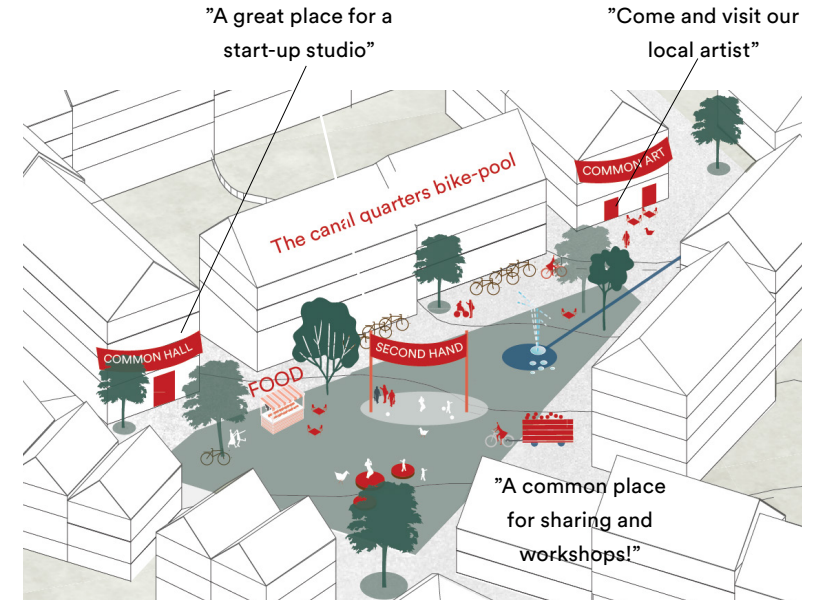 ”A great place for a
start-up studio”
”Come and visit our
local artist”
COMMON ART
The canal quarters bike-pool
COMMON HALL
SECOND HAND
FOOD
”A common place
for sharing and
workshops!”